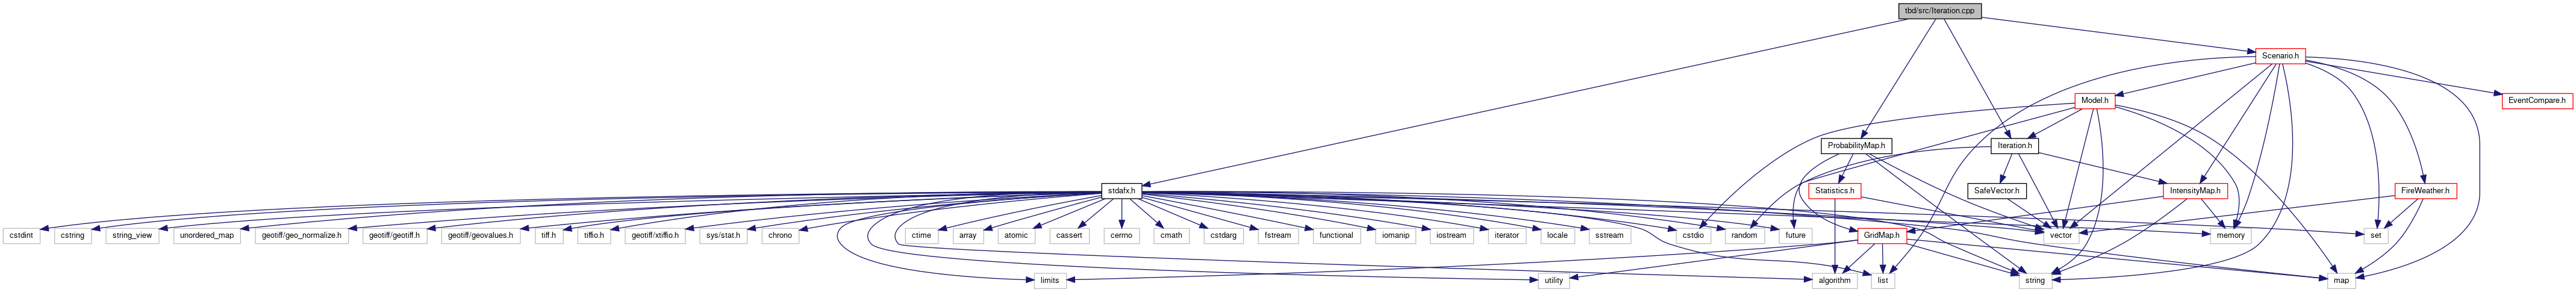 tbd/src/Iteration.cpp
Scenario.h
Model.h
EventCompare.h
ProbabilityMap.h
Iteration.h
stdafx.h
Statistics.h
SafeVector.h
IntensityMap.h
FireWeather.h
cstdint
cstring
string_view
unordered_map
geotiff/geo_normalize.h
geotiff/geotiff.h
geotiff/geovalues.h
tiff.h
tiffio.h
geotiff/xtiffio.h
sys/stat.h
chrono
ctime
array
atomic
cassert
cerrno
cmath
cstdarg
fstream
functional
iomanip
iostream
iterator
locale
sstream
cstdio
random
future
GridMap.h
vector
memory
set
limits
utility
algorithm
list
string
map